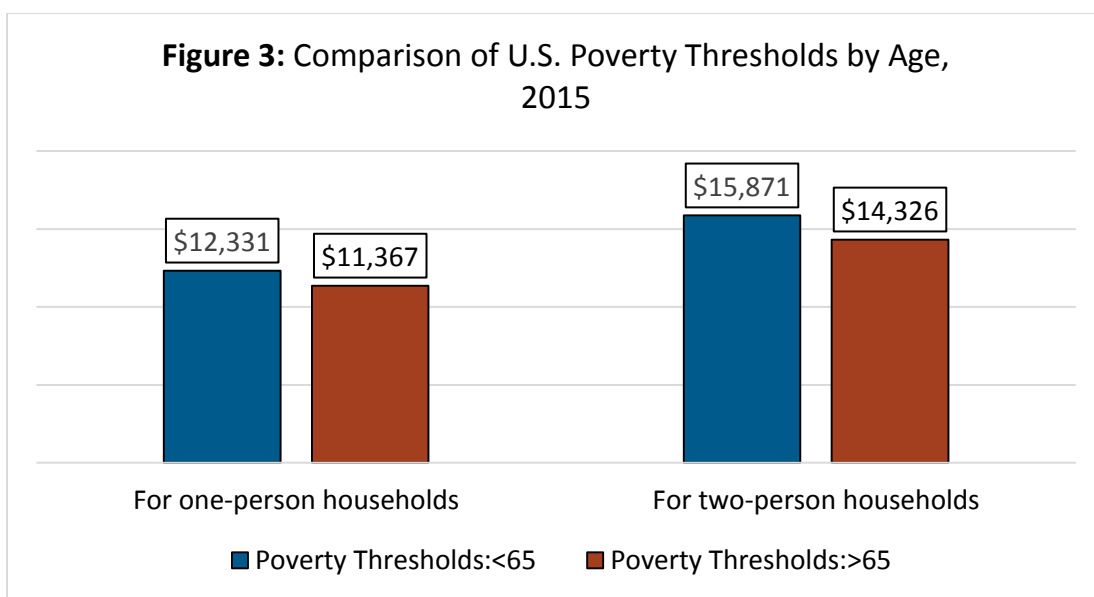 Figure 3: Comparison of U.S. Poverty Thresholds by Age,
2015
$12,331
$11,367
$15,871
$14,326
For one-person households
For two-person households
Poverty Thresholds:<65
Poverty Thresholds:>65